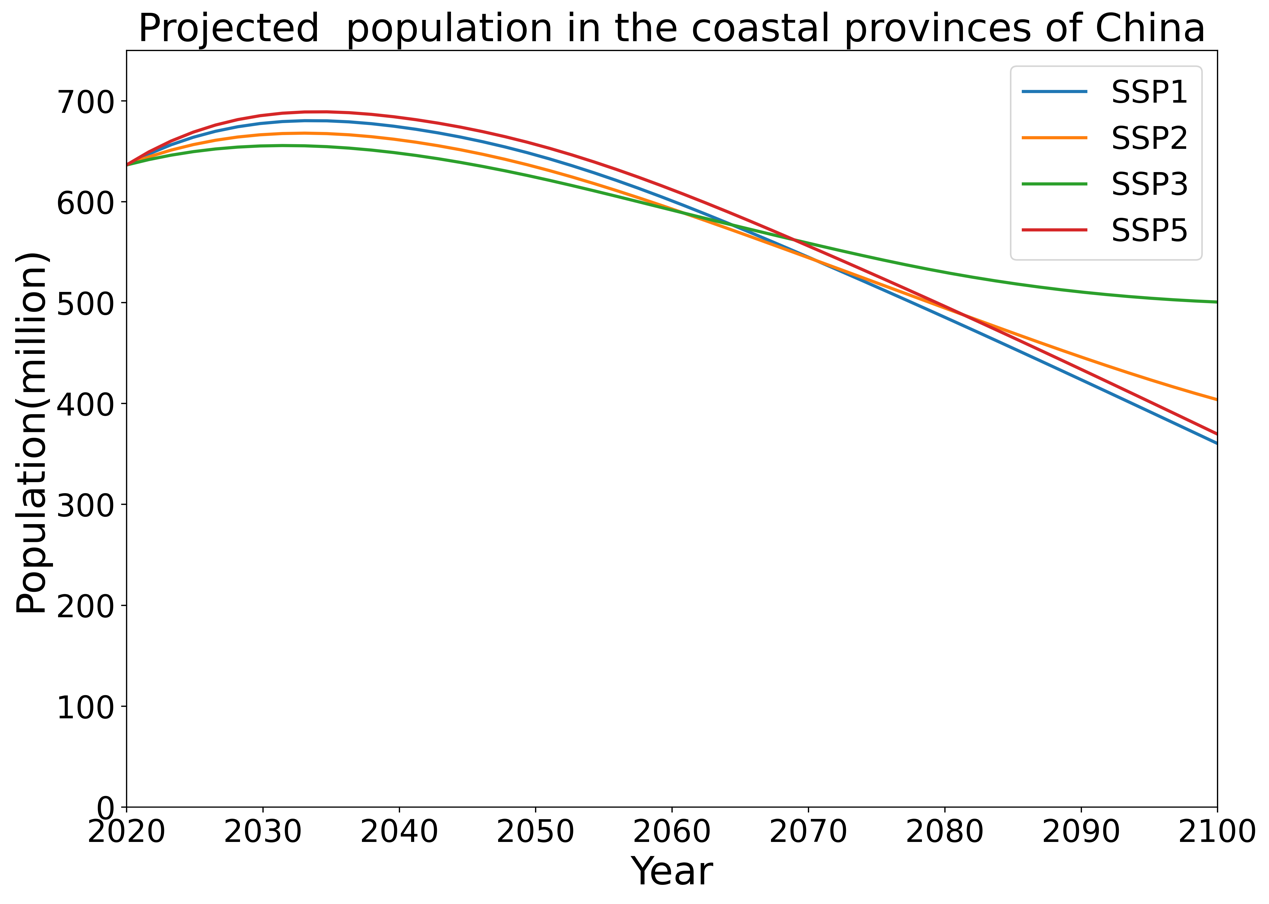 Projected  population in the coastal provinces of China
SSP1
SSP2
SSP3
SSP5
Population(million)
700
600
500
400
300
200
100
0
2020 2030 2040 2050 2060 2070 2080 2090 2100
Year